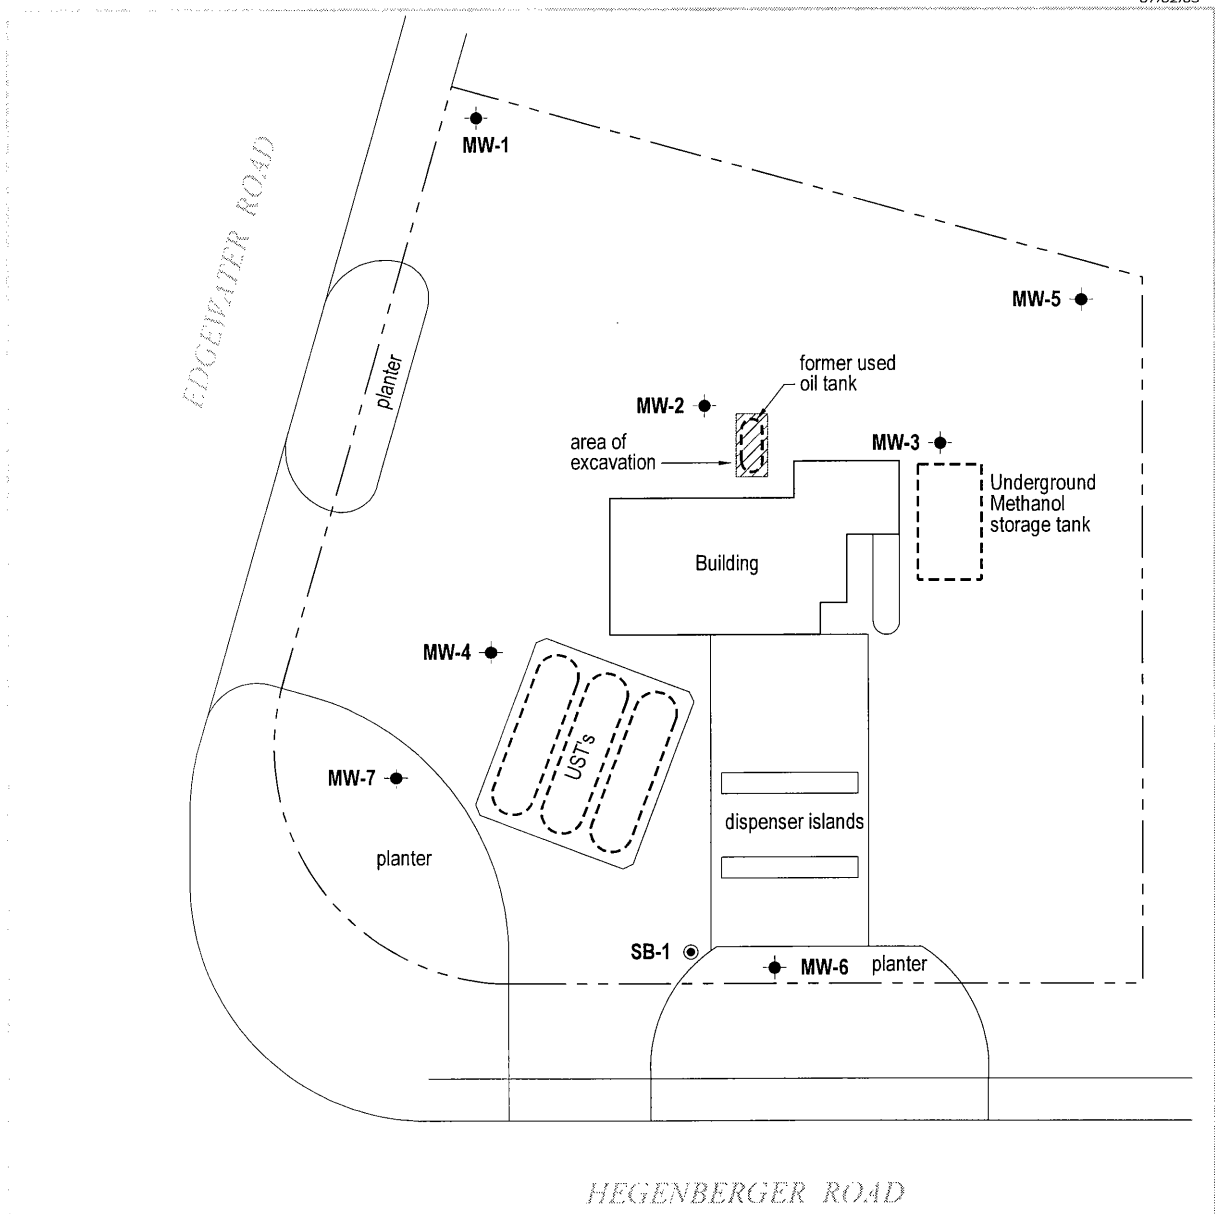 MW-1
EDGEWATER ROAD
MW-5
planter
former used
oil tank
MW-2
MW-3
area of
excavation
Underground
Methanol
storage tank
Building
MW-4
UST's
MW-7
dispenser islands
planter
SB-1
MW-6
planter
HEGENBERGER ROAD